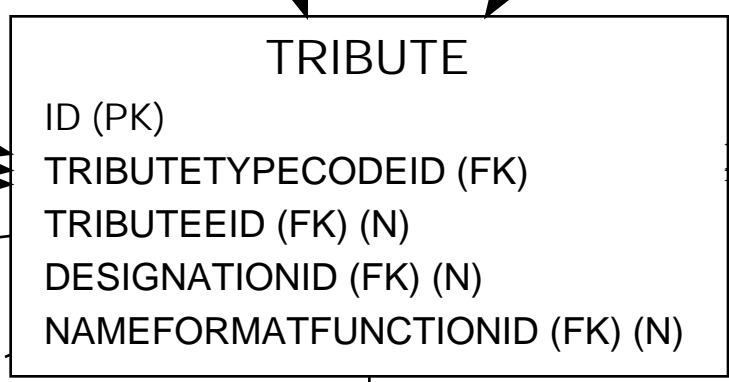 TRIBUTE
ID (PK)
TRIBUTETYPECODEID (FK)
TRIBUTEEID (FK) (N)
DESIGNATIONID (FK) (N)
NAMEFORMATFUNCTIONID (FK) (N)